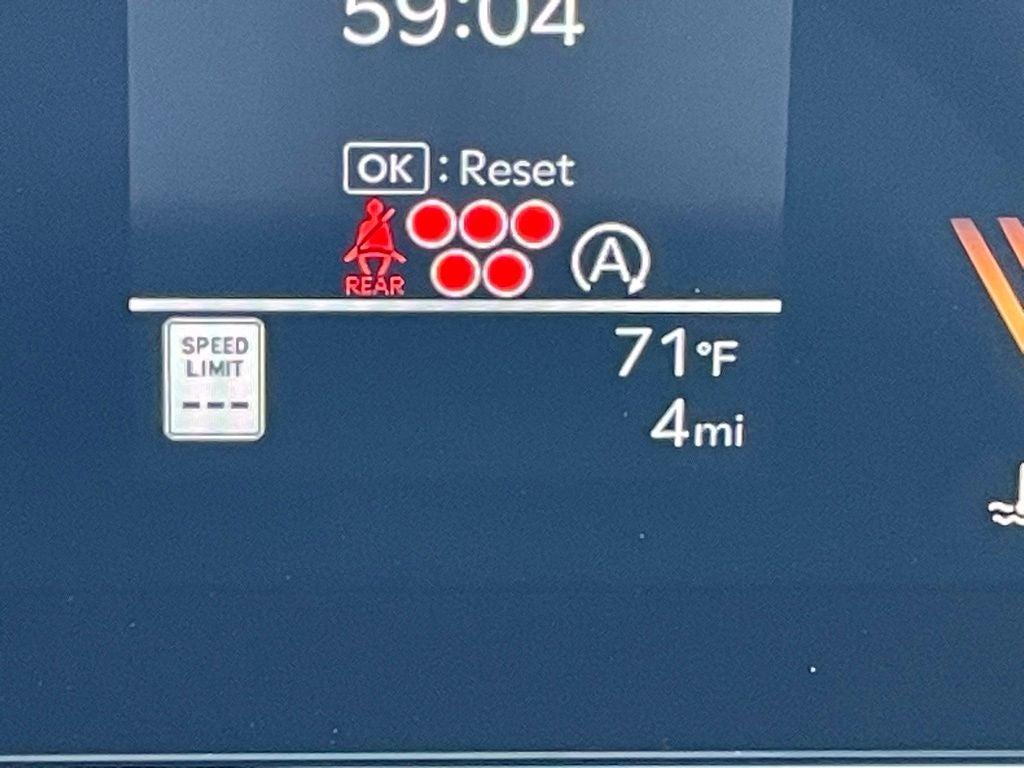 59:04
OK : Reset
REAR
A
SPEED
LIMIT
---
71°F
4mi